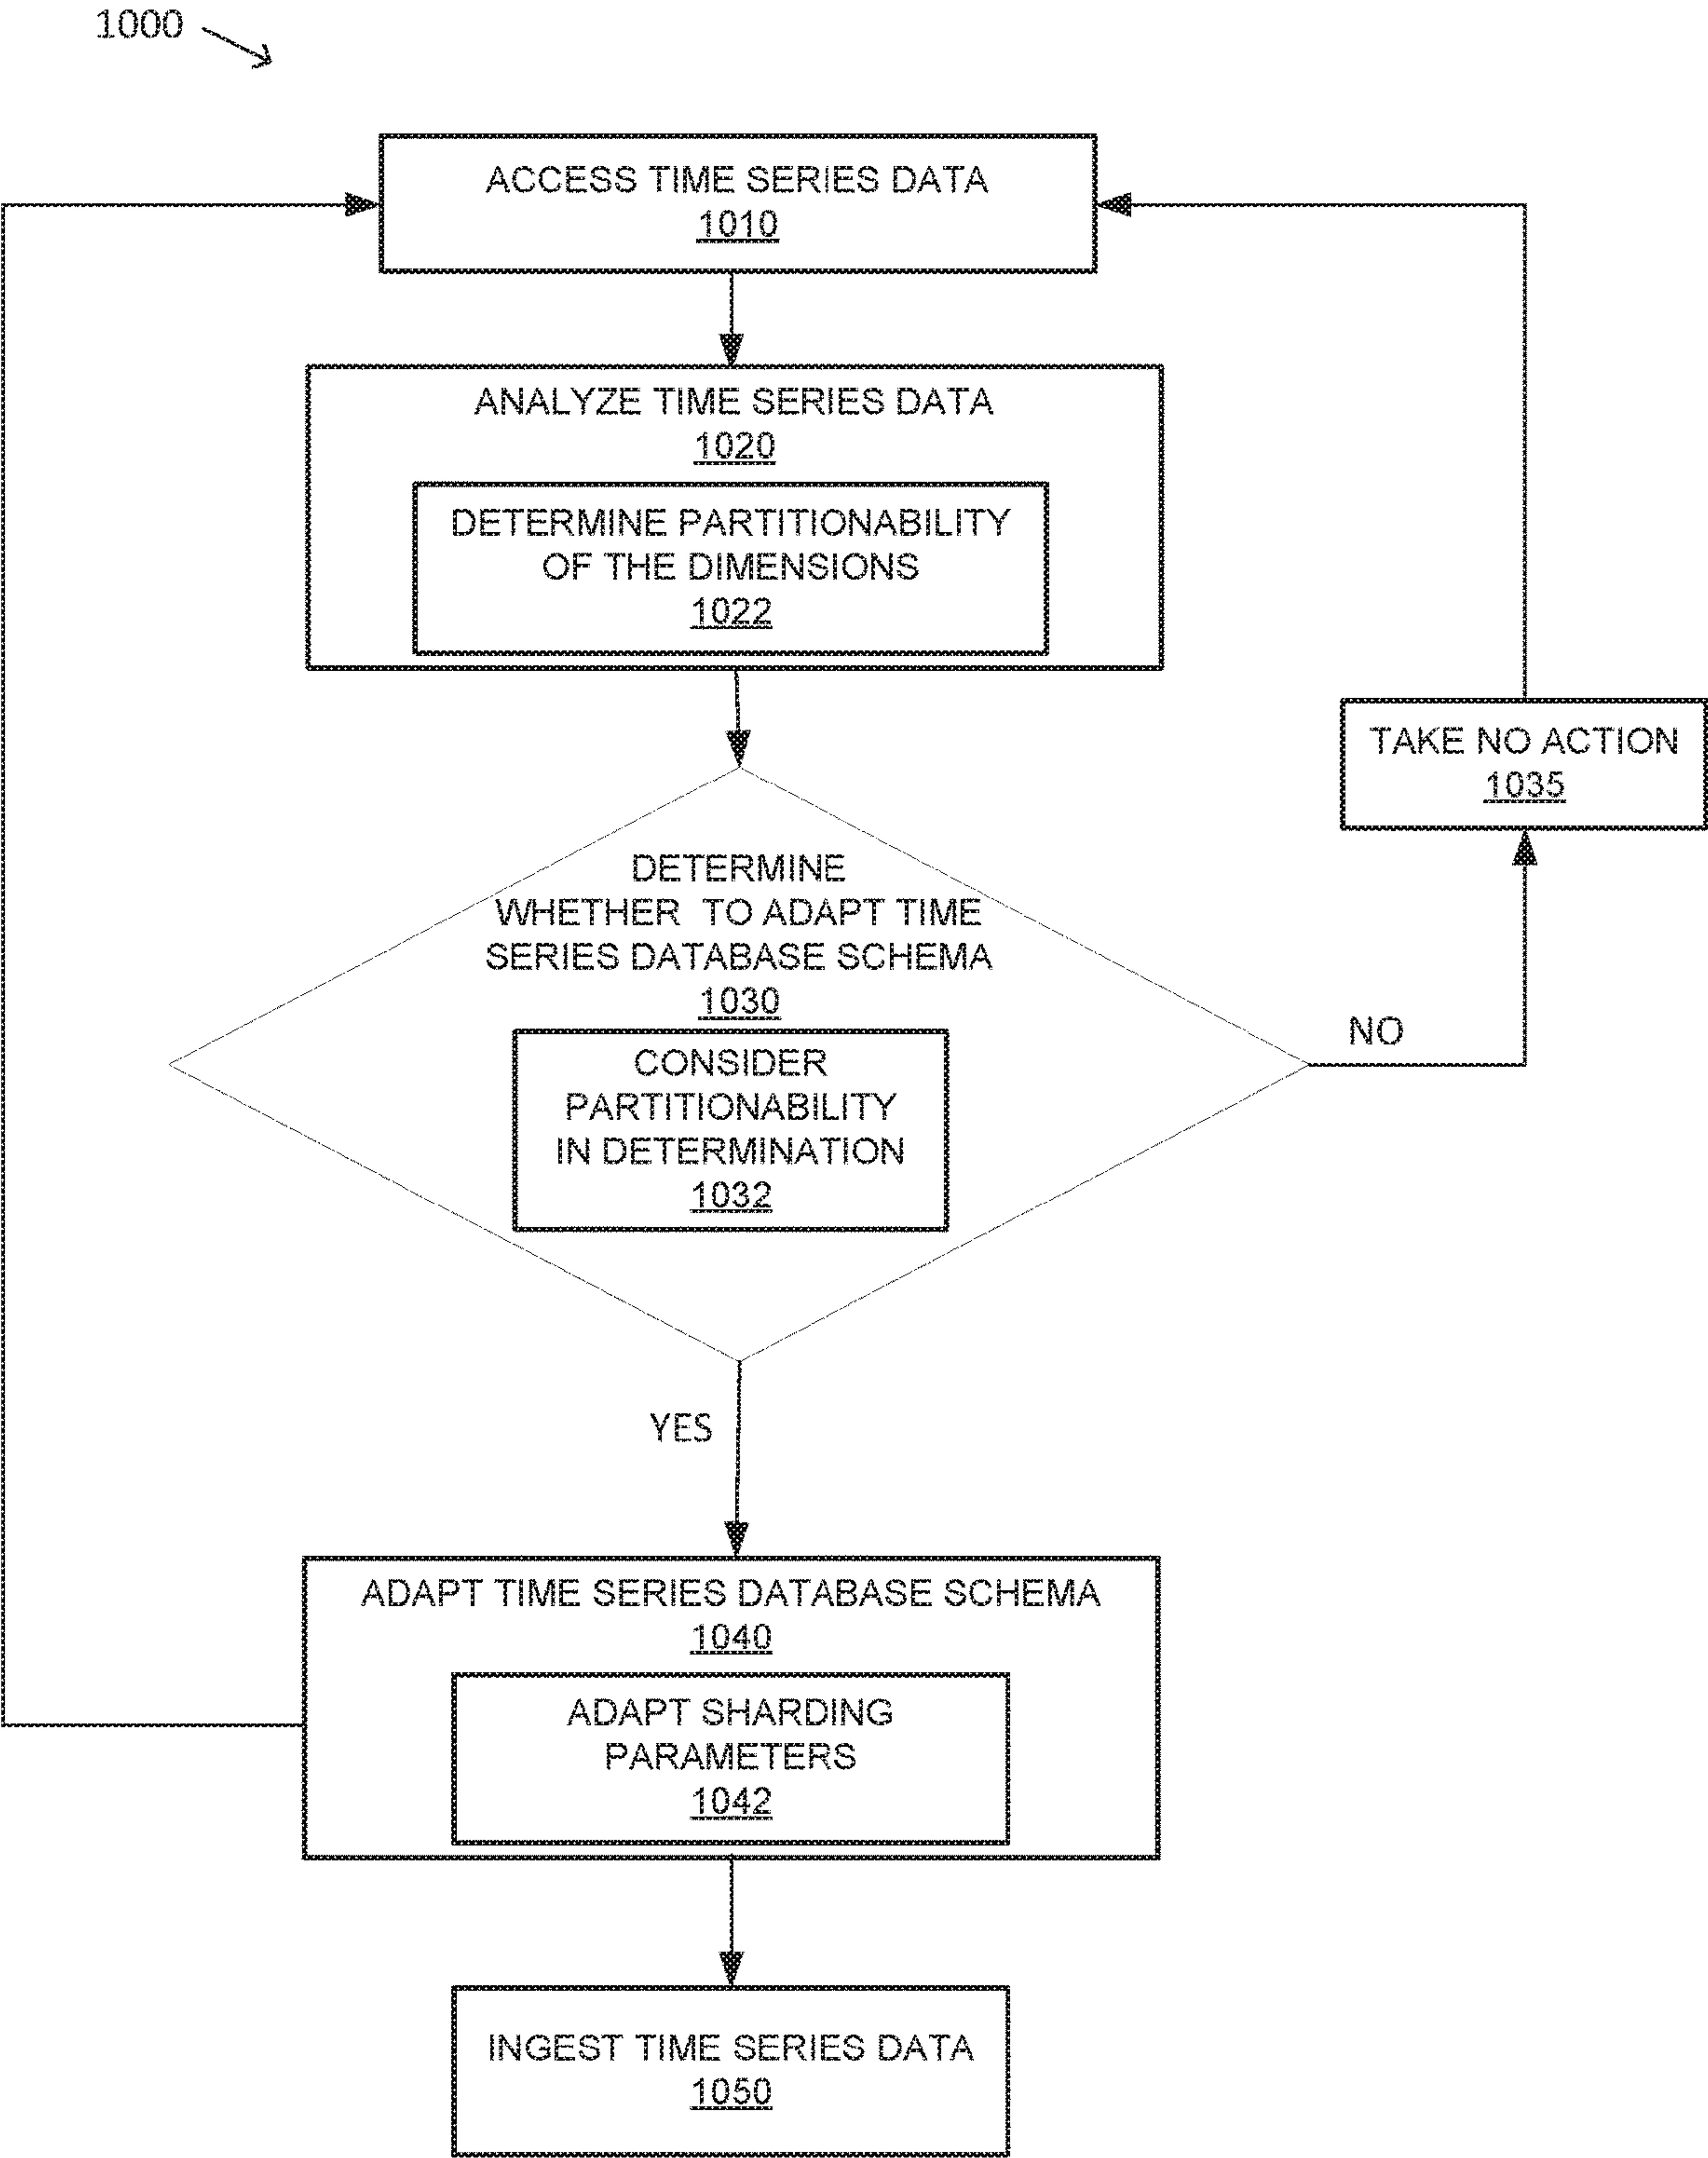 1000
ACCESS TIME SERIES DATA
1010
ANALYZE TIME SERIES DATA
1020
DETERMINE PARTITIONABILITY
OF THE DIMENSIONS
1022
TAKE NO ACTION
1035
DETERMINE
WHETHER TO ADAPT TIME
SERIES DATABASE SCHEMA
1030
NO
CONSIDER
PARTITIONABILITY
IN DETERMINATION
1032
YES
ADAPT TIME SERIES DATABASE SCHEMA
1040
ADAPT SHARDING
PARAMETERS
1042
INGEST TIME SERIES DATA
1050